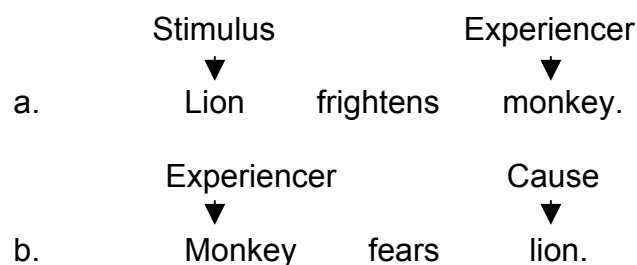 Stimulus Experiencer
a. Lion frightens monkey.
Experiencer Cause
b. Monkey fears lion.